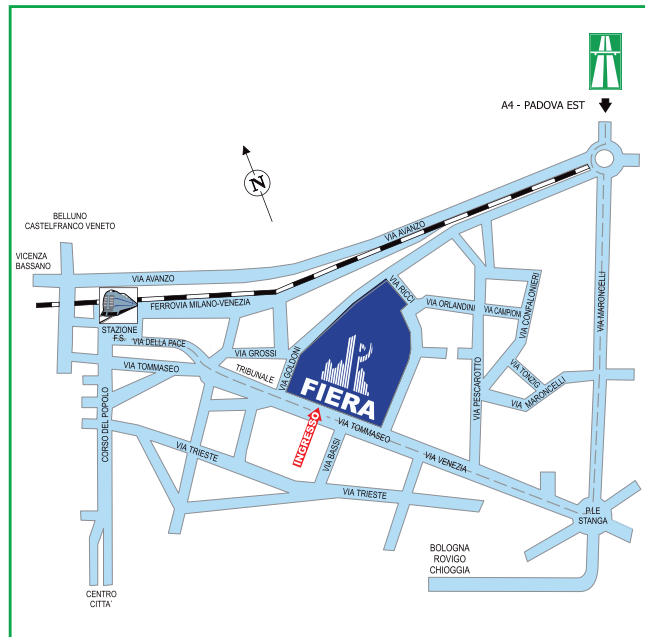 A4 - PADOVA EST
N
BELLUNO
CASTELFRANCO VENETO
VICENZA
BASSANO
VIA AVANZO
VIA AVANZO
FERROVIA MILANO-VENEZIA
STAZIONE
F.S.
VIA DELLA PACE
VIA TOMMASEO
VIA GROSSI
TRIBUNALE
VIA GOLDONI
VIA RICCI
VIA ORLANDINI
VIA CAMPIONI
VIA CONFALONIERI
VIA MARONCELLI
VIA TONZIG
VIA MARONCELLI
VIA PESCAROTTO
FIERA
INGRESSO
VIA TOMMASEO
VIA VENEZIA
VIA BASSI
VIA TRIESTE
VIA TRIESTE
CORSO DEL POPOLO
P.LE
STANGA
BOLOGNA
ROVIGO
CHIOGGIA
CENTRO
CITTA'